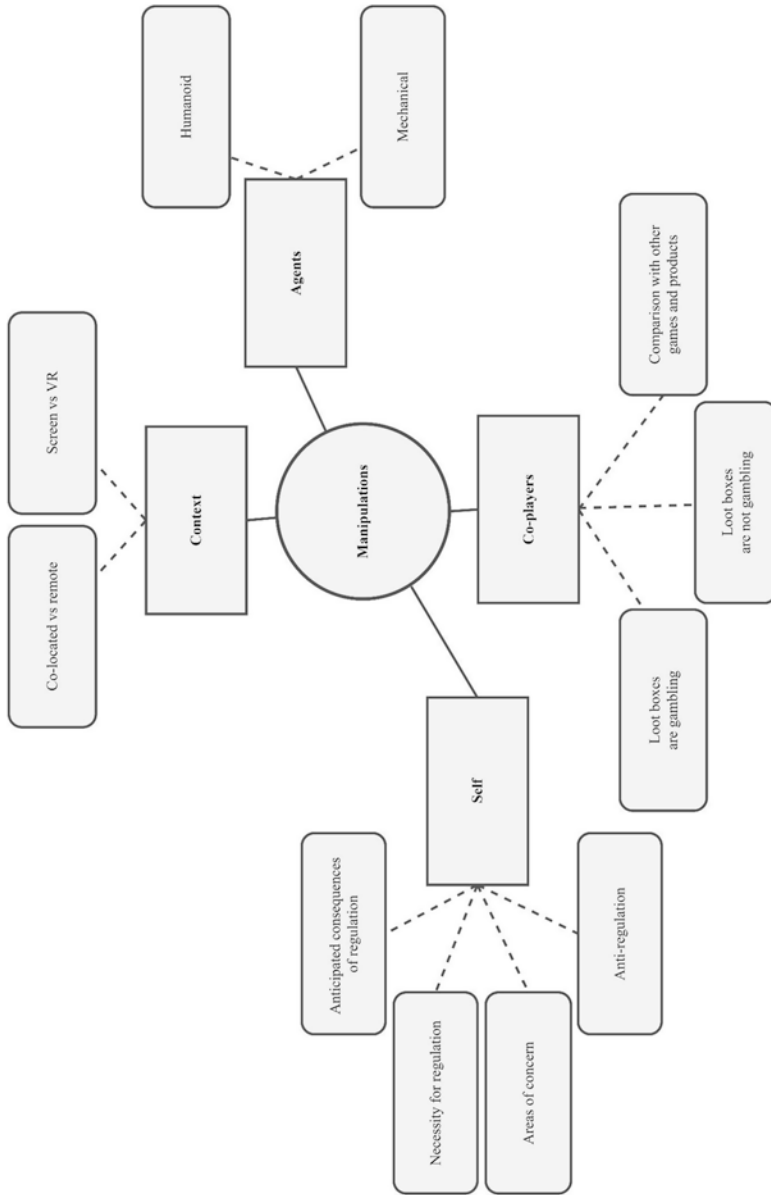 Co-located vs remote
Screen vs VR
Context
Humanoid
Agents
Mechanical
Manipulations
Anticipated consequences
of regulation
Necessity for regulation
Self
Areas of concern
Anti-regulation
Co-players
Loot boxes
are gambling
Loot boxes
are not gambling
Comparison with other
games and products